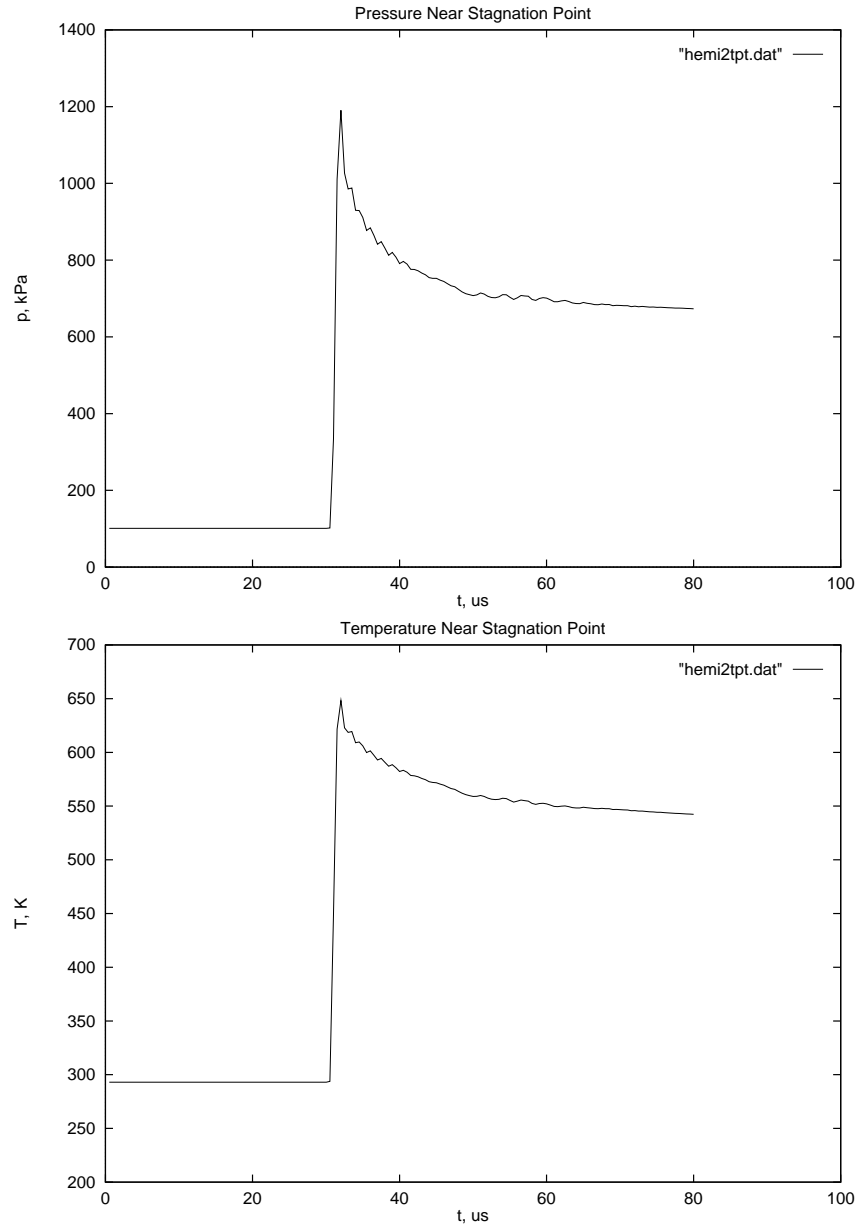 Pressure Near Stagnation Point
1400
"hemi2tpt.dat"
1200
1000
800
p, kPa
600
400
200
0
0 20 40 60 80 100
t, us
Temperature Near Stagnation Point
700
"hemi2tpt.dat"
650
600
550
500
450
T, K
400
350
300
250
200
0 20 40 60 80 100
t, us